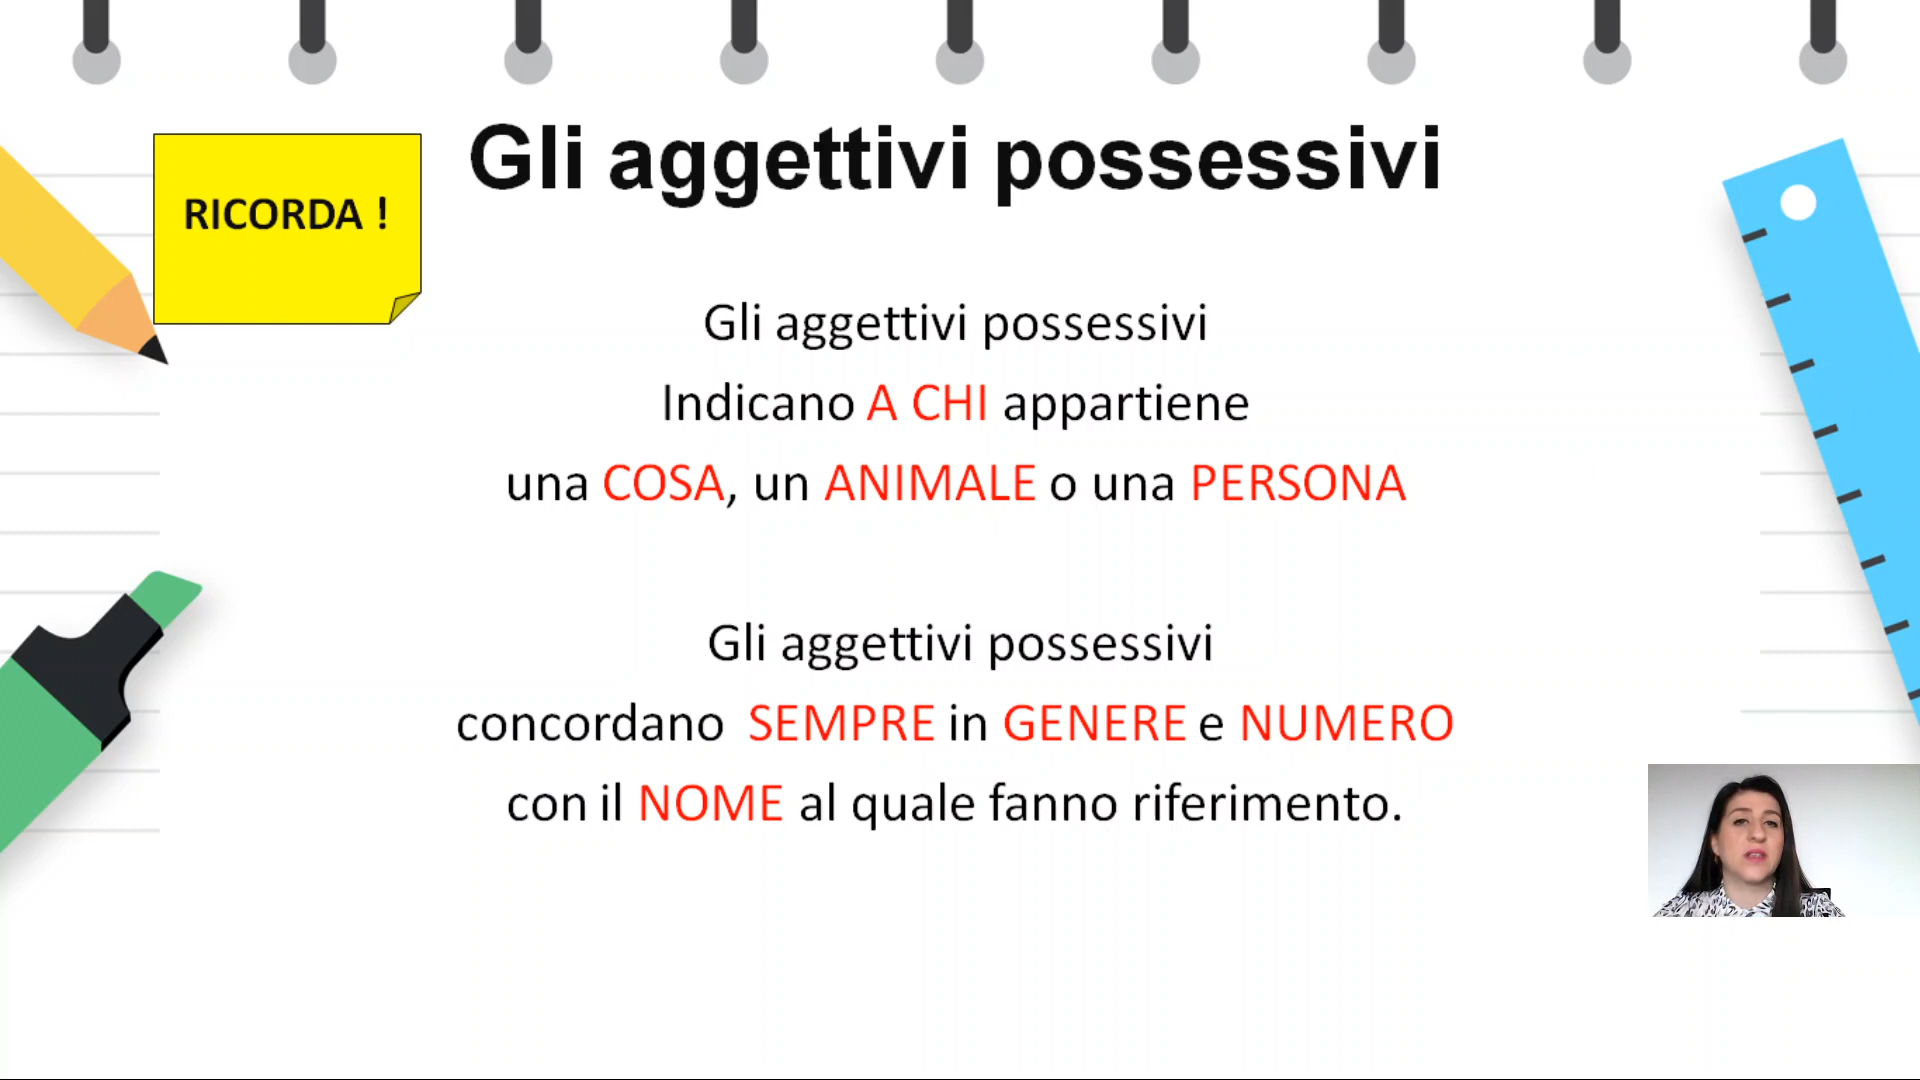 RICORDA !
Gli aggettivi possessivi
Gli aggettivi possessivi
Indicano A CHI appartiene
una COSA, un ANIMALE o una PERSONA
Gli aggettivi possessivi
concordano SEMPRE in GENERE e NUMERO
con il NOME al quale fanno riferimento.